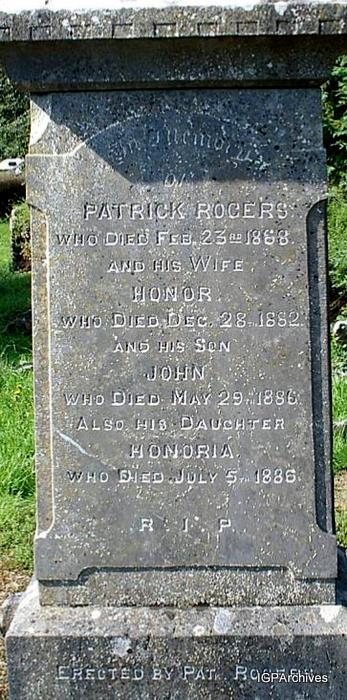 In Memory
of
PATRICK ROGERS
WHO DIED FEB. 23RD 1868.
AND HIS WIFE
HONOR.
WHO DIED DEC. 28TH 1882.
AND HIS SON
JOHN
WHO DIED MAY 29TH 1886.
ALSO HIS DAUGHTER
HONORIA.
WHO DIED JULY 5TH 1886.
R I P
ERECTED BY PAT. ROGERS
IGPArchives